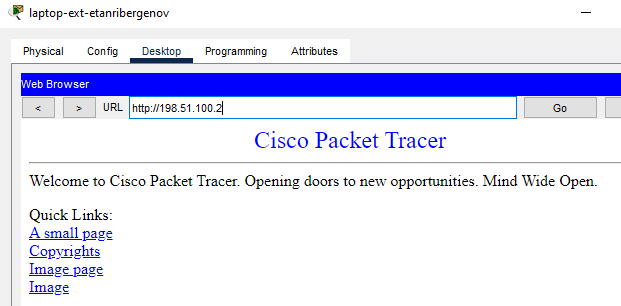 laptop-ext-etanribergenov
Physical Config Desktop Programming Attributes
Web Browser
< > URL http://198.51.100.2 Go
Cisco Packet Tracer
Welcome to Cisco Packet Tracer. Opening doors to new opportunities. Mind Wide Open.
Quick Links:
A small page
Copyrights
Image page
Image